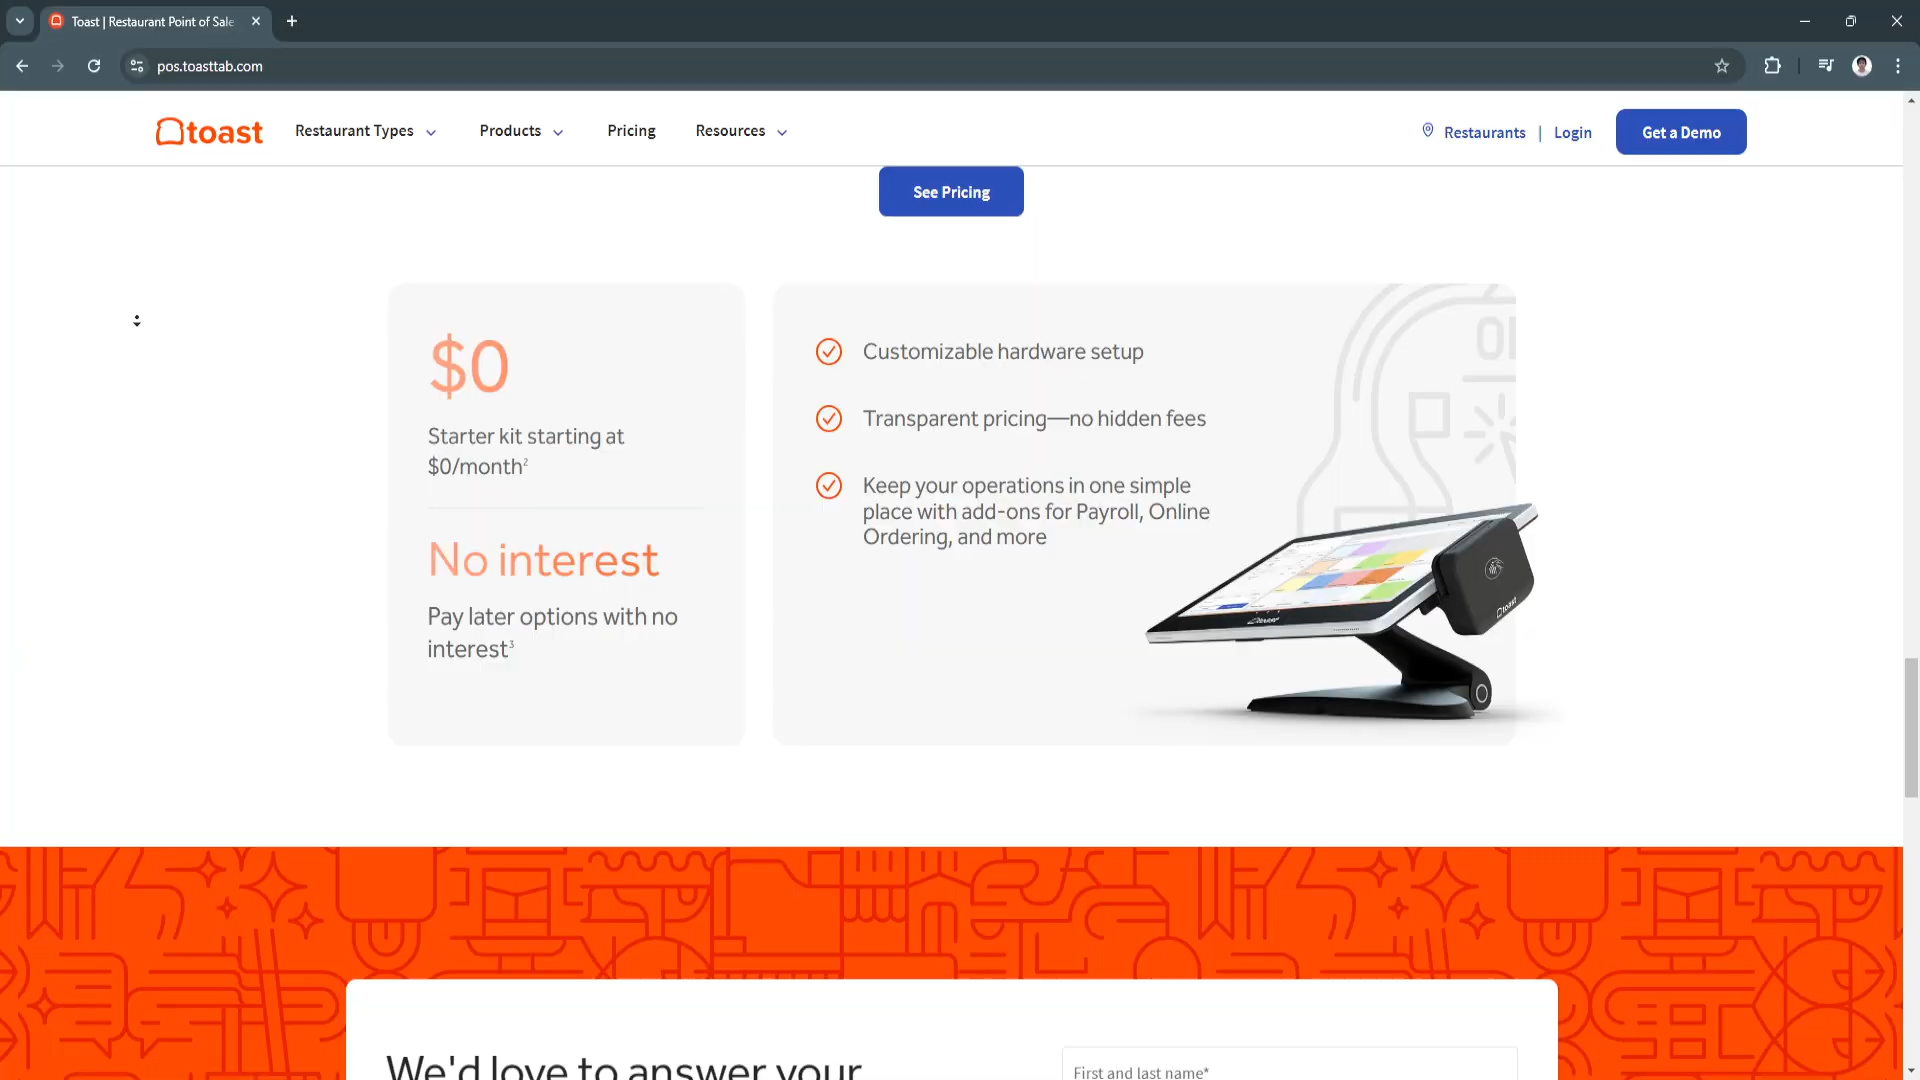 Toast | Restaurant Point of Sale
pos.toasttab.com
toast
Restaurant Types
Products
Pricing
Resources
Restaurants | Login
Get a Demo
See Pricing
$0
Starter kit starting at
$0/month²
No interest
Pay later options with no
interest³
Customizable hardware setup
Transparent pricing—no hidden fees
Keep your operations in one simple
place with add-ons for Payroll, Online
Ordering, and more
toast
toast
We'd love to answer your
First and last name*